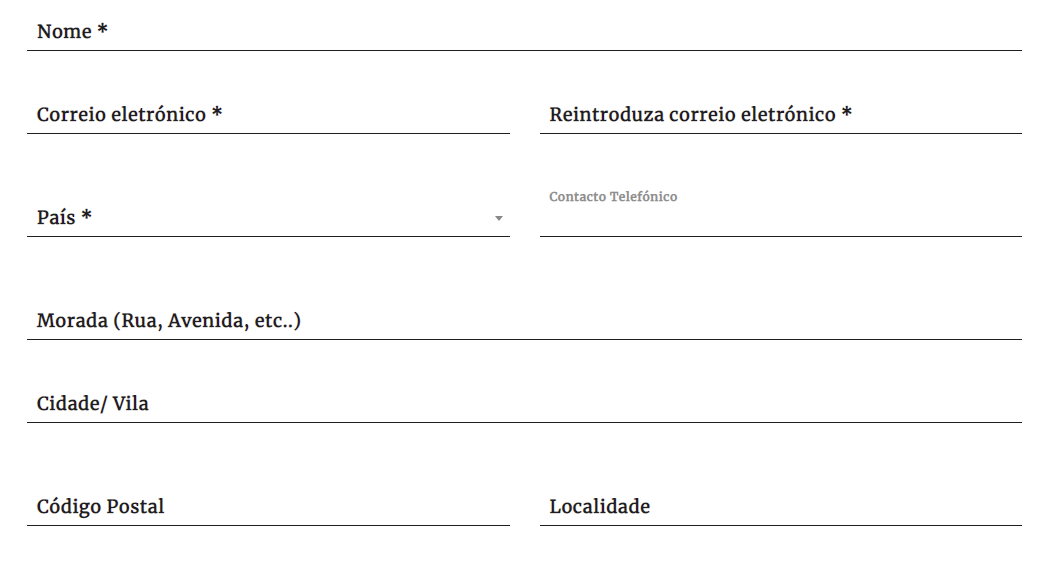 Nome *
Correio eletrónico *
Reintroduza correio eletrónico *
País *
Contacto Telefónico
Morada (Rua, Avenida, etc..)
Cidade/ Vila
Código Postal
Localidade